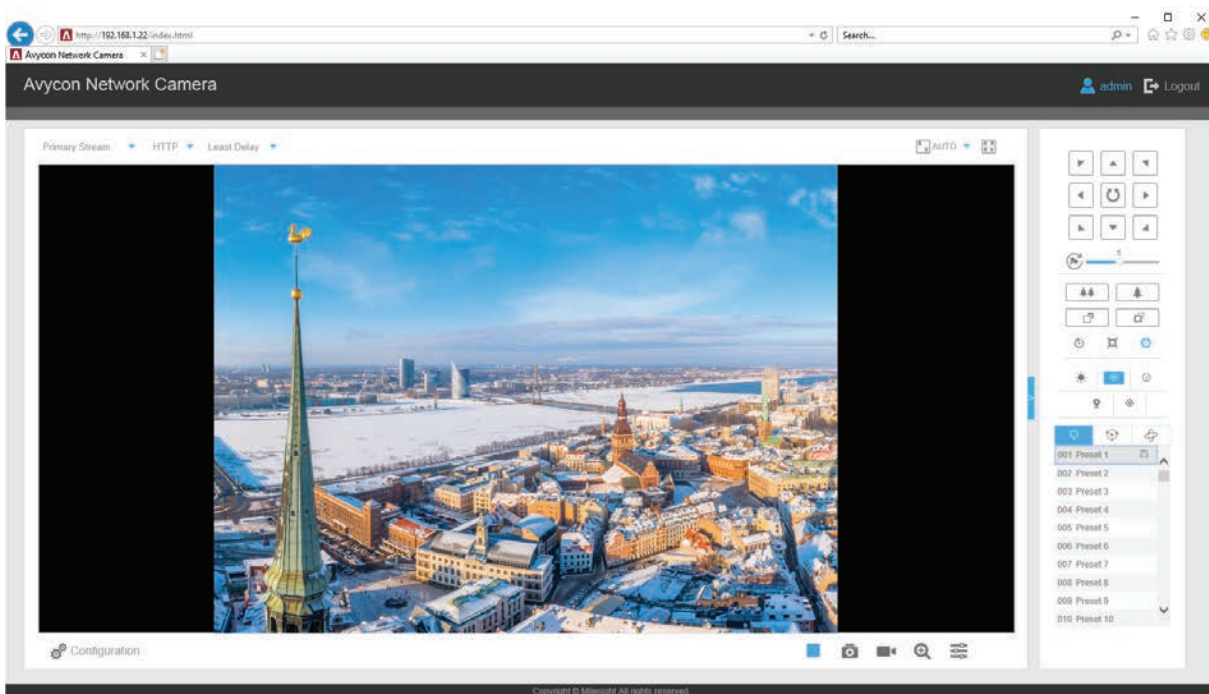 http://192.168.1.22/index.html
Search...
Avycon Network Camera
Avycon Network Camera
admin Logout
Primary Stream HTTP Least Delay AUTO
5
001 Preset 1
002 Preset 2
003 Preset 3
004 Preset 4
005 Preset 5
006 Preset 6
007 Preset 7
008 Preset 8
009 Preset 9
010 Preset 10
Configuration
Copyright © Milesight All rights reserved